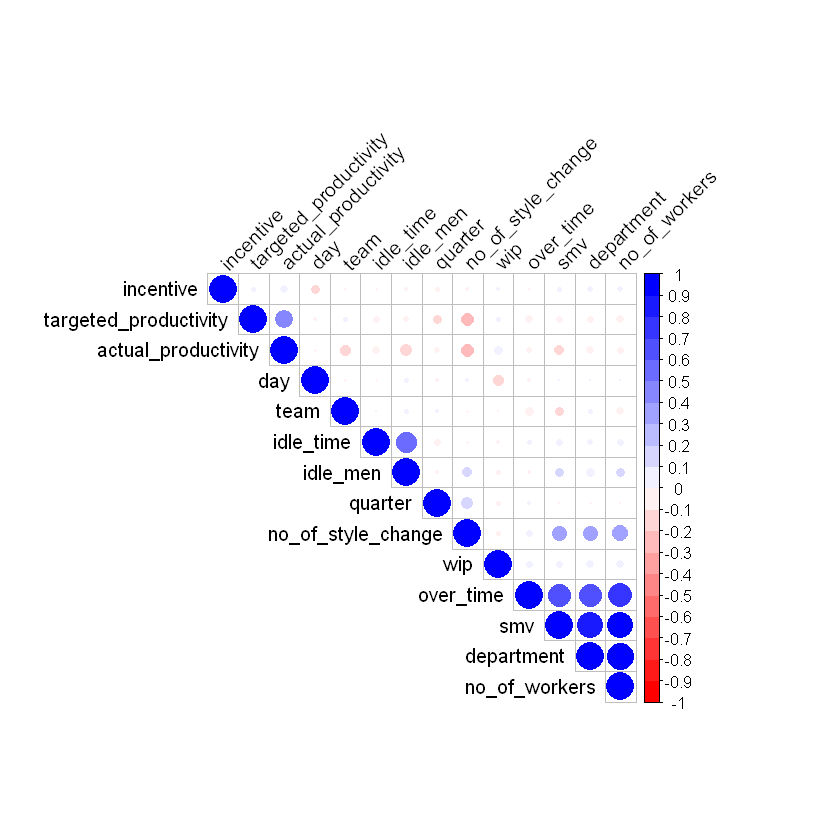 incentive
targeted_productivity
actual_productivity
day
team
idle_time
idle_men
quarter
no_of_style_change
wip
over_time
smv
department
no_of_workers
incentive
targeted_productivity
actual_productivity
day
team
idle_time
idle_men
quarter
no_of_style_change
wip
over_time
smv
department
no_of_workers
1
0.9
0.8
0.7
0.6
0.5
0.4
0.3
0.2
0.1
0
-0.1
-0.2
-0.3
-0.4
-0.5
-0.6
-0.7
-0.8
-0.9
-1